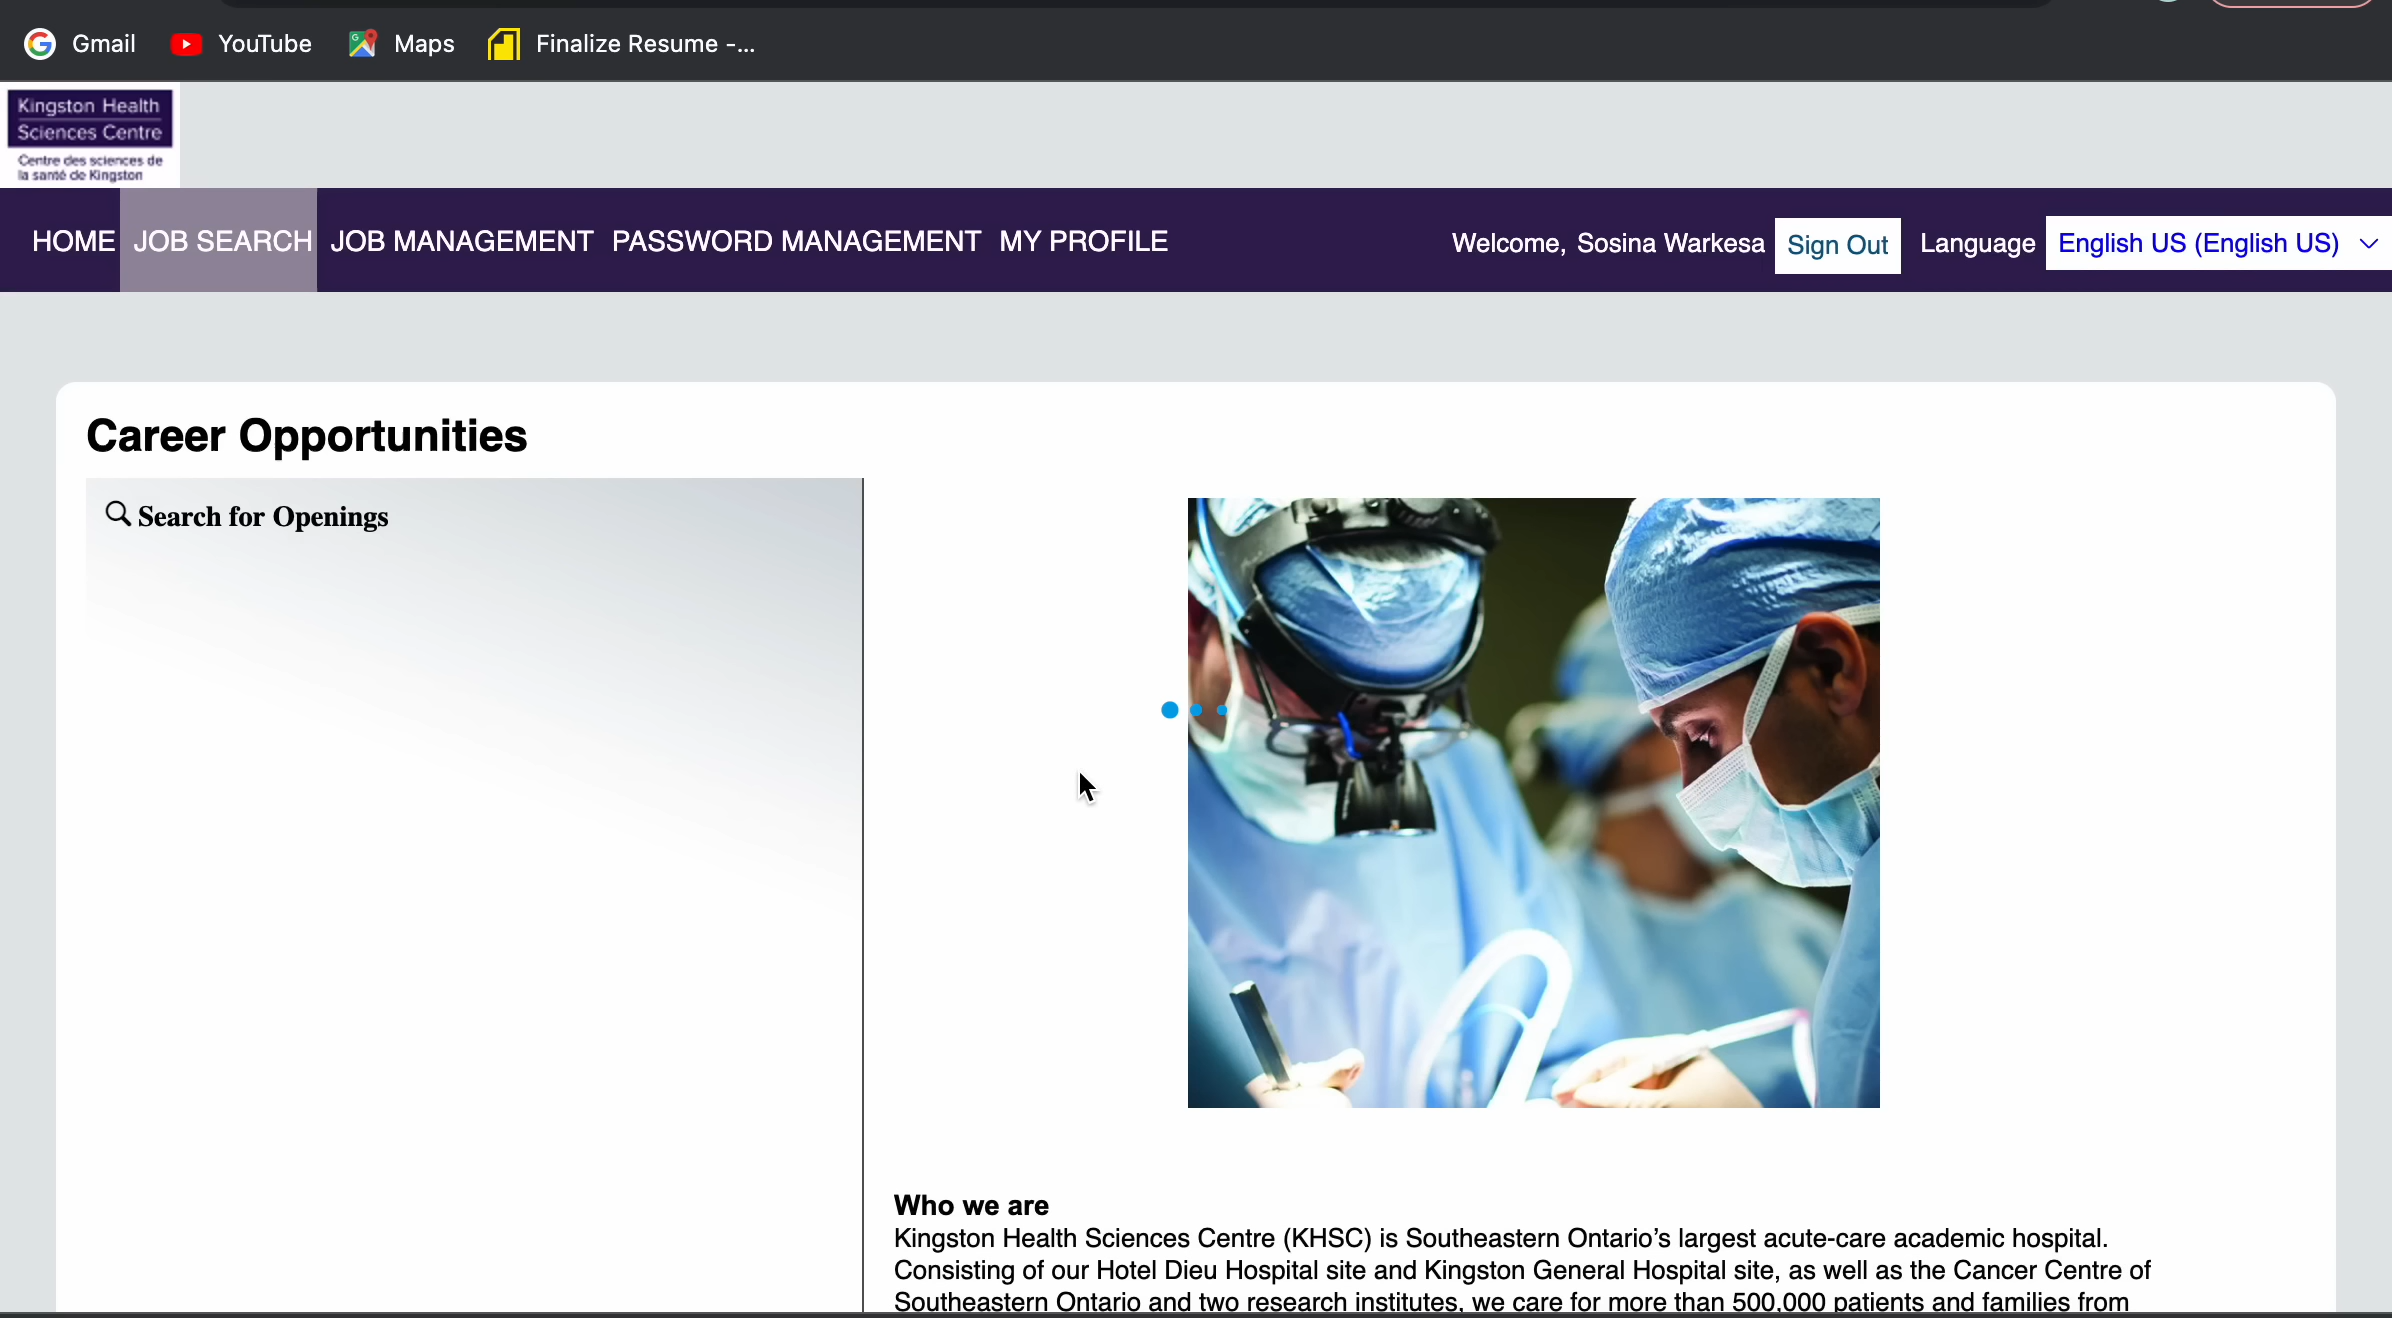 Gmail
YouTube
Maps
Finalize Resume -...
Kingston Health
Sciences Centre
Centre des sciences de
la santé de Kingston
HOME
JOB SEARCH
JOB MANAGEMENT
PASSWORD MANAGEMENT
MY PROFILE
Welcome, Sosina Warkesa
Sign Out
Language
English US (English US)
Career Opportunities
Search for Openings
Who we are
Kingston Health Sciences Centre (KHSC) is Southeastern Ontario’s largest acute-care academic hospital.
Consisting of our Hotel Dieu Hospital site and Kingston General Hospital site, as well as the Cancer Centre of
Southeastern Ontario and two research institutes, we care for more than 500,000 patients and families from